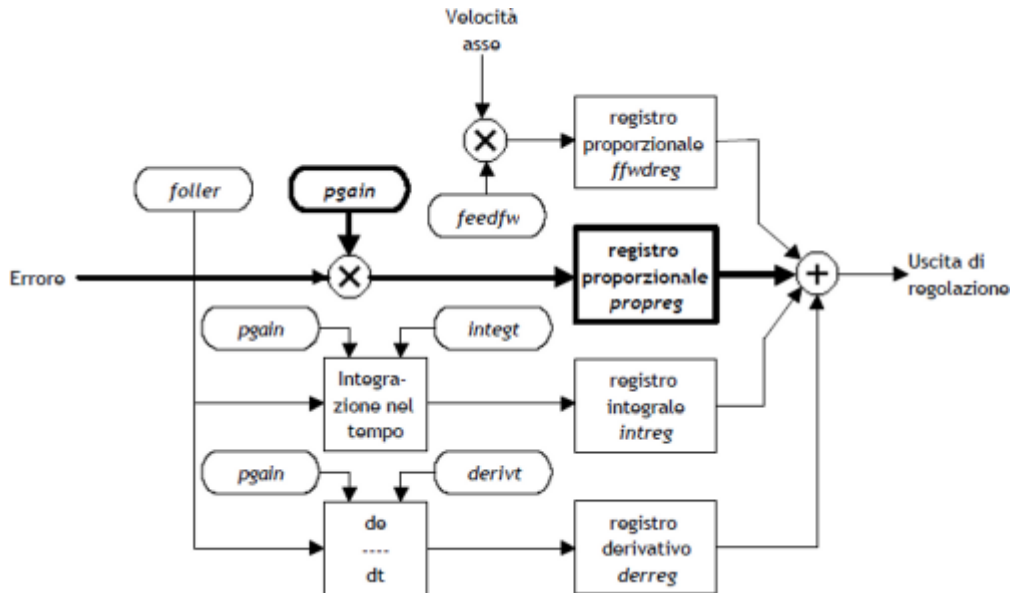 Velocità
asse
registro
proporzionale
ffwdreg
foller
pgain
feedfw
Errore
registro
proporzionale
propreg
Uscita di
regolazione
pgain
integt
Integra-
zione nel
tempo
registro
integrale
intreg
pgain
derivt
de
----
dt
registro
derivativo
derreg